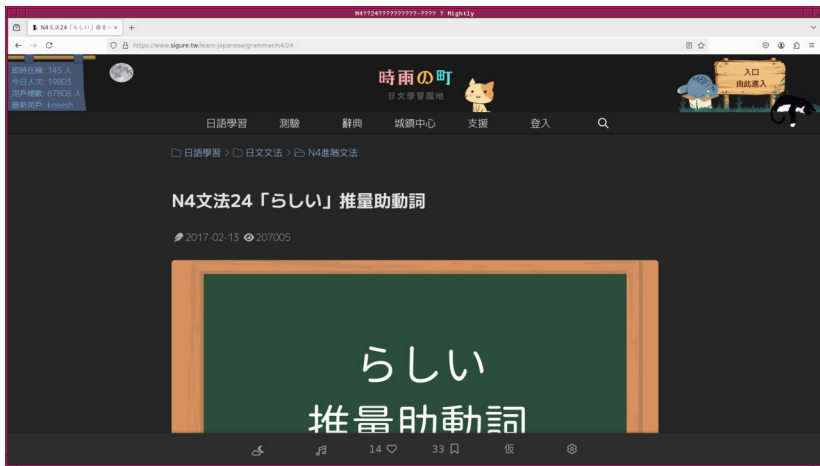 N4??24??????????-???? ? Nightly
N4文法24「らしい」推量
https://www.sigure.tw/learn-japanese/grammar/n4/24
即時在線: 145 人
今日人次: 19803
用戶總數: 67808 人
最新用戶: kneesh
時雨の町
日文學習園地
入口
由此進入
日語學習 測驗 辭典 城鎮中心 支援 登入
日語學習 > 日文文法 > N4進階文法
N4文法24「らしい」推量助動詞
2017-02-13 207005
らしい
推量助動詞
14 33 仮